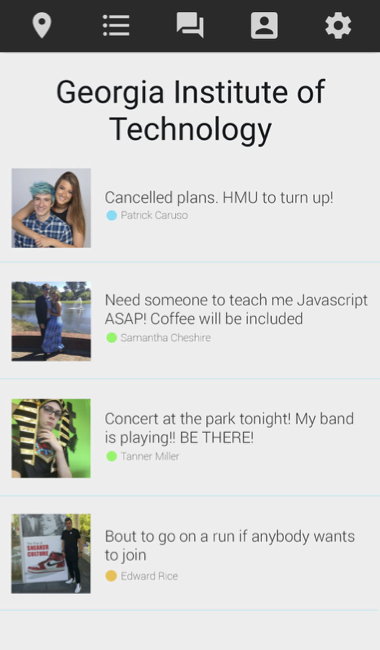 Georgia Institute of
Technology
Cancelled plans. HMU to turn up!
Patrick Caruso
Need someone to teach me Javascript
ASAP! Coffee will be included
Samantha Cheshire
Concert at the park tonight! My band
is playing!! BE THERE!
Tanner Miller
Bout to go on a run if anybody wants
to join
SNEAKER
CULTURE
Edward Rice